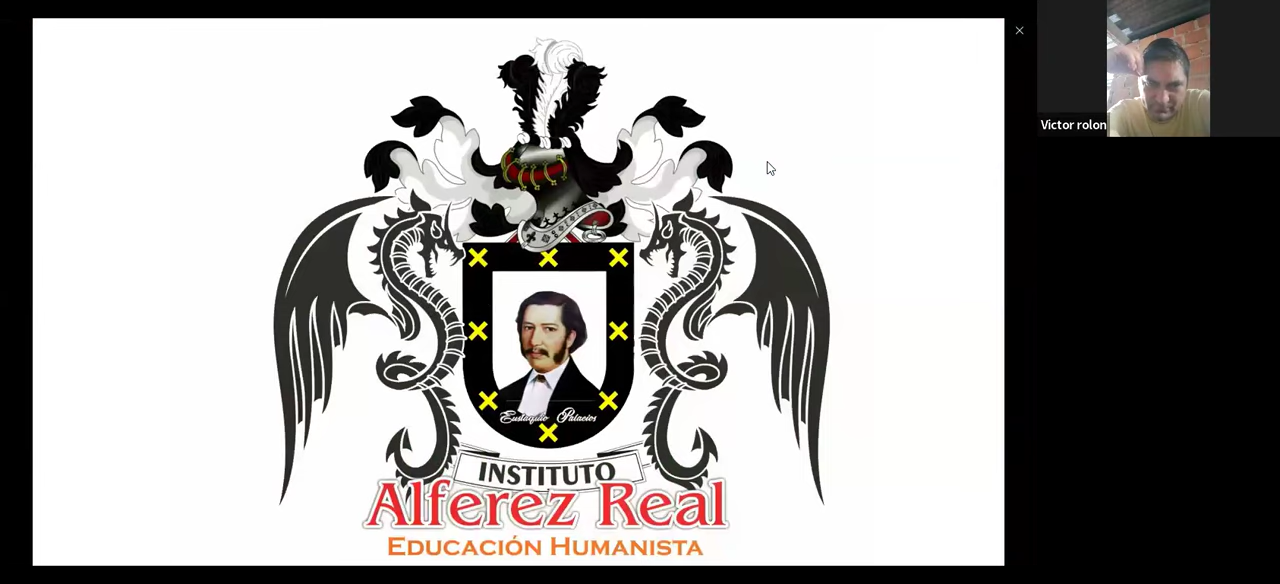 Victor rolon
Eustaquio Palacios
INSTITUTO
Alferez Real
EDUCACIÓN HUMANISTA